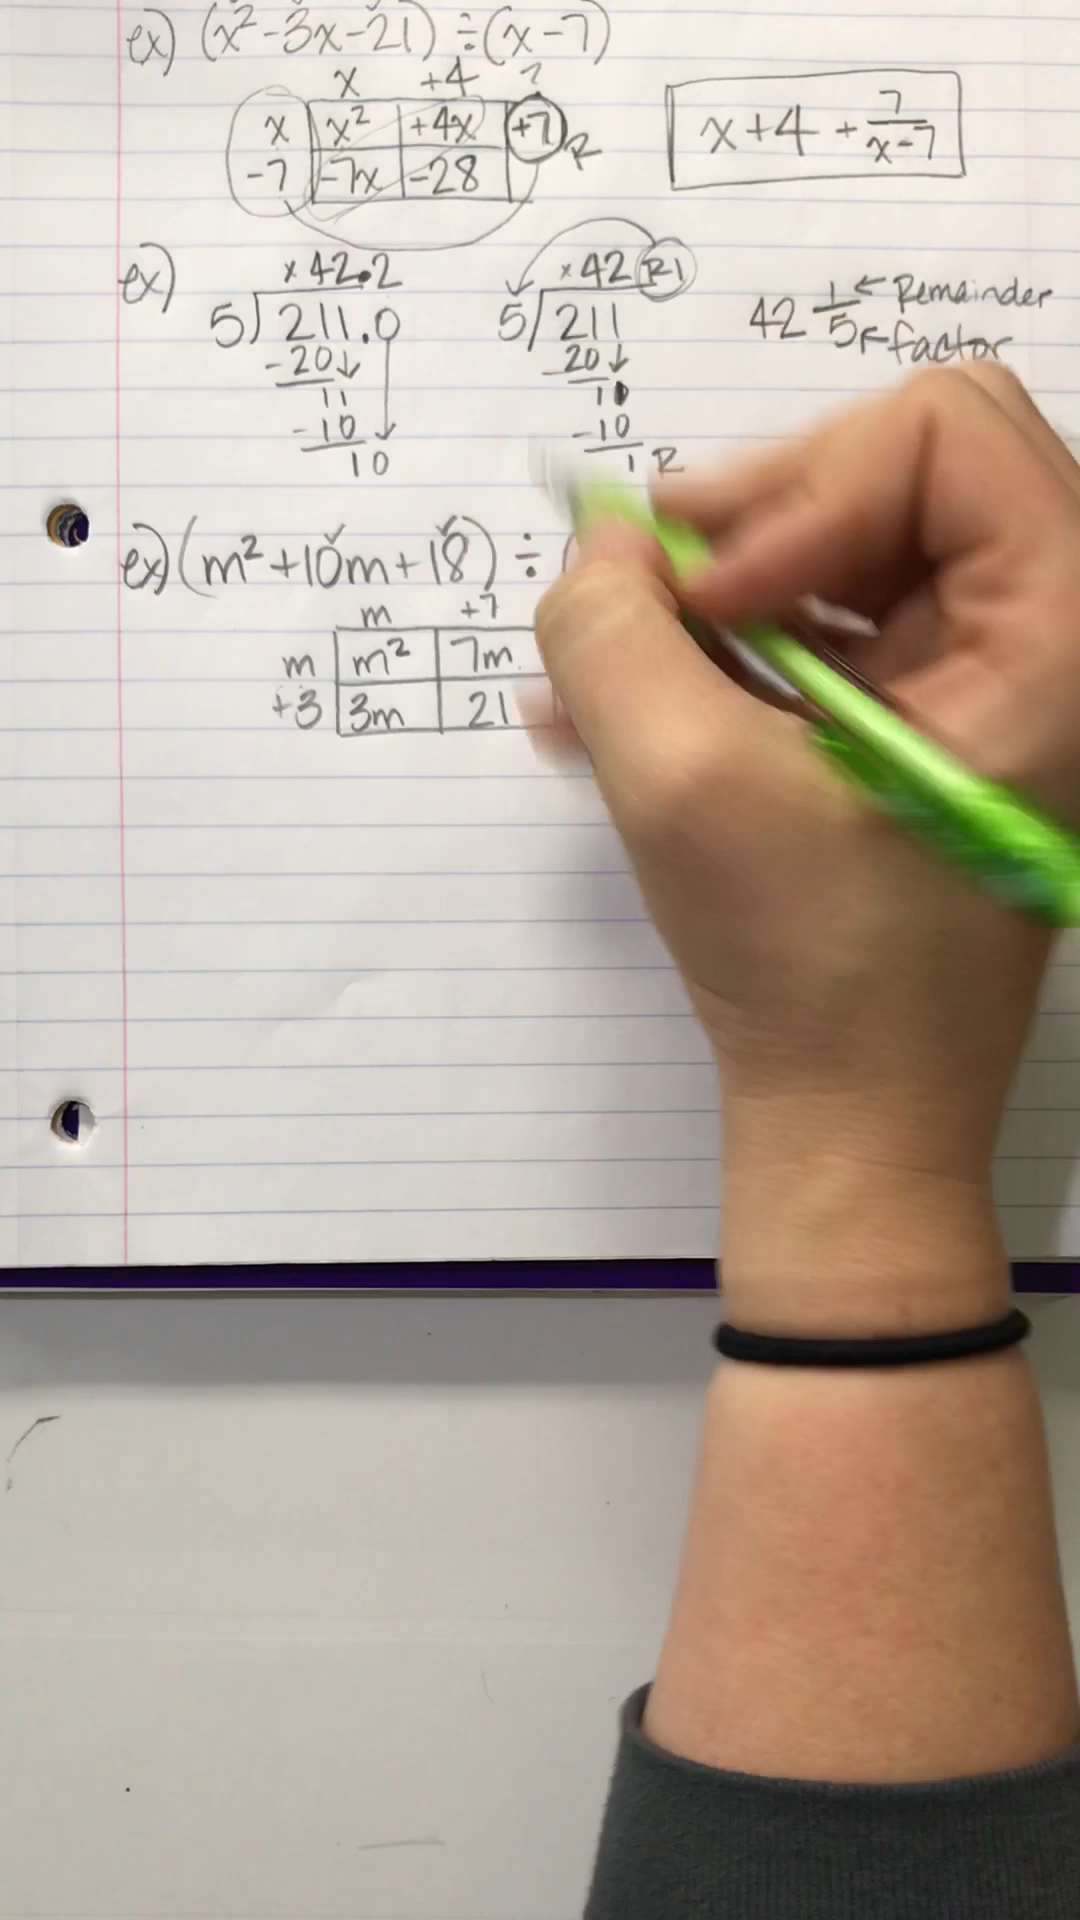 ex) (x²-3x-21) ÷ (x-7)
x +4 ?
x x² +4x +7 R
-7 -7x -28
x+4+ 7/(x-7)
ex) ×42.2
5)211.0
-20
11
-10
10
×42 R1
5)211
-20
11
-10
1 R
42 1/5 ← Remainder
← factor
ex) (m²+10m+18) ÷ (
m +7
m m² 7m
+3 3m 21